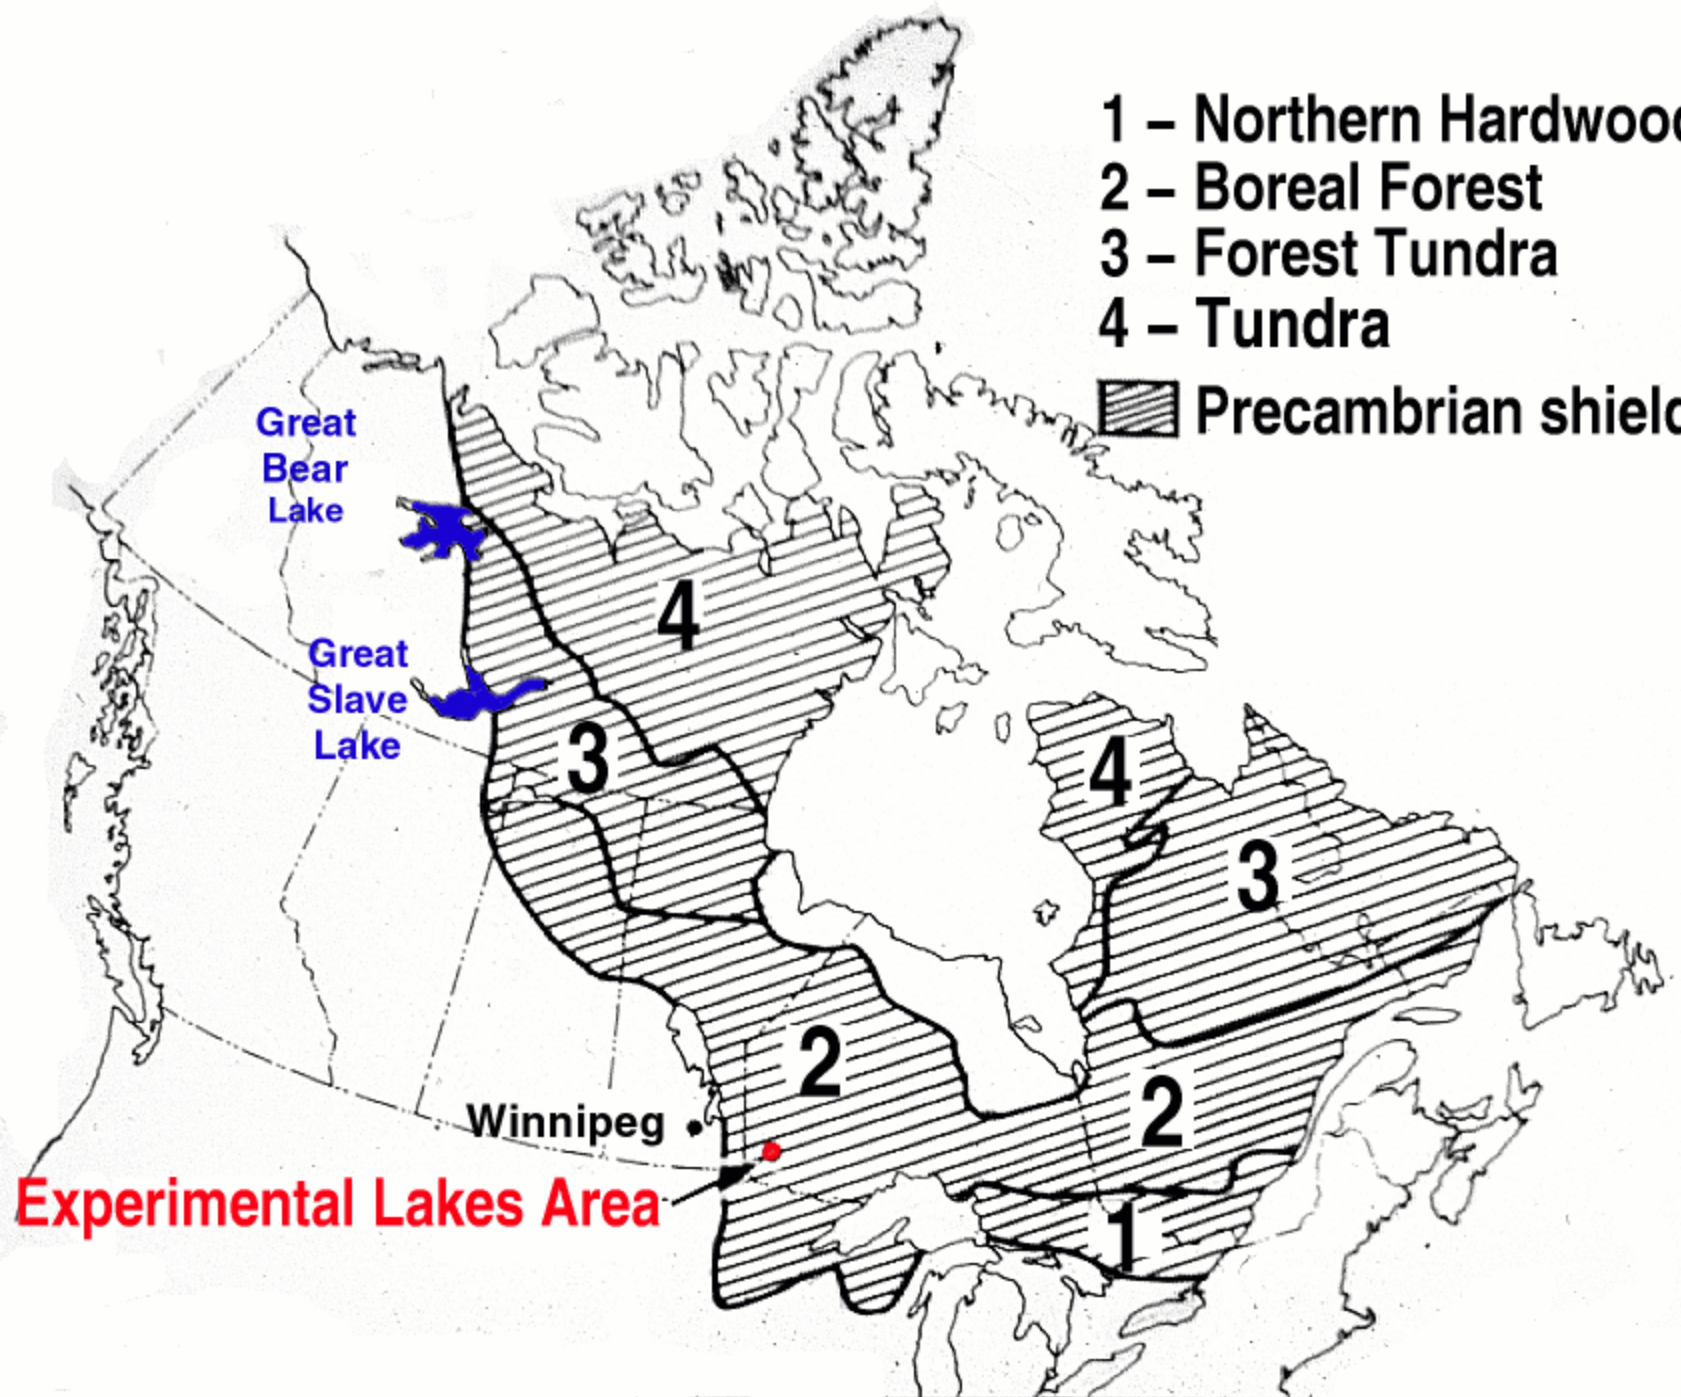 1 – Northern Hardwood
2 – Boreal Forest
3 – Forest Tundra
4 – Tundra
Precambrian shield
Great
Bear
Lake
4
Great
Slave
Lake
3
4
3
2
2
Winnipeg
Experimental Lakes Area
1